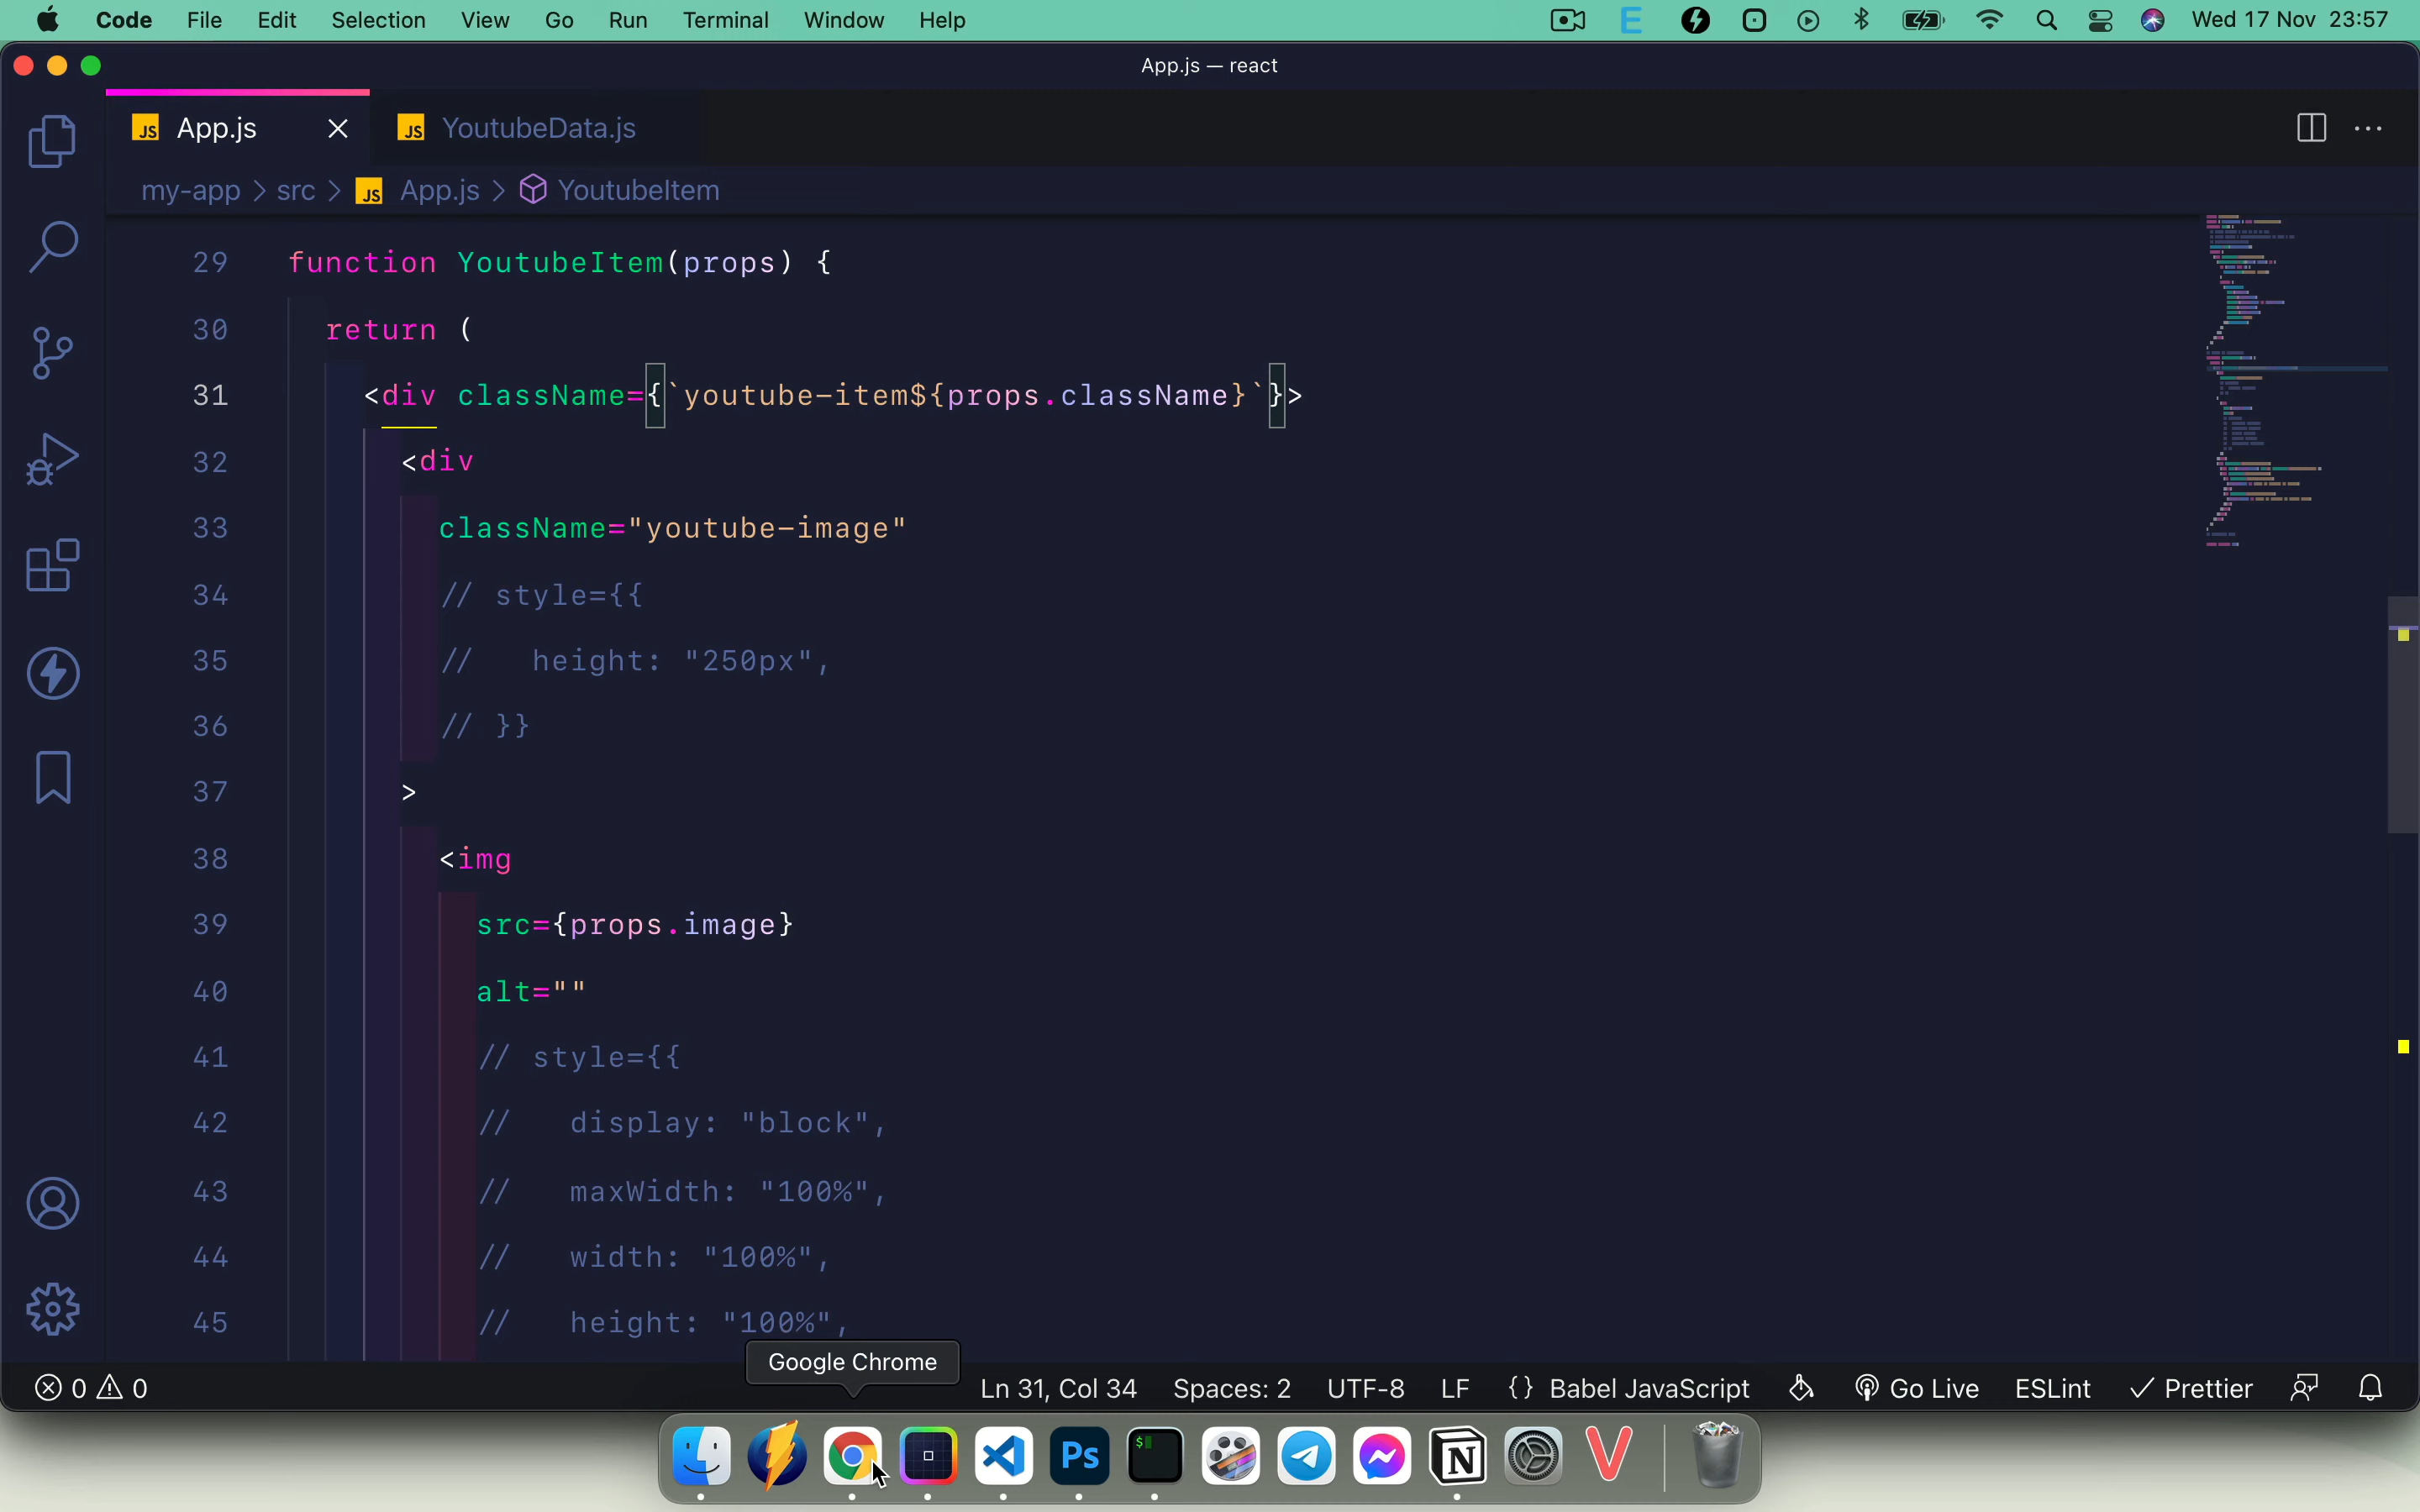 Code File Edit Selection View Go Run Terminal Window Help E Wed 17 Nov 23:57
App.js — react
JS App.js JS YoutubeData.js
my-app > src > JS App.js > YoutubeItem
29 function YoutubeItem(props) {
30 return (
31 <div className={`youtube-item${props.className}`}>
32 <div
33 className="youtube-image"
34 // style={{
35 // height: "250px",
36 // }}
37 >
38 <img
39 src={props.image}
40 alt=""
41 // style={{
42 // display: "block",
43 // maxWidth: "100%",
44 // width: "100%",
45 // height: "100%",
Google Chrome
0 0 Ln 31, Col 34 Spaces: 2 UTF-8 LF {} Babel JavaScript Go Live ESLint ✓ Prettier
Ps $ N